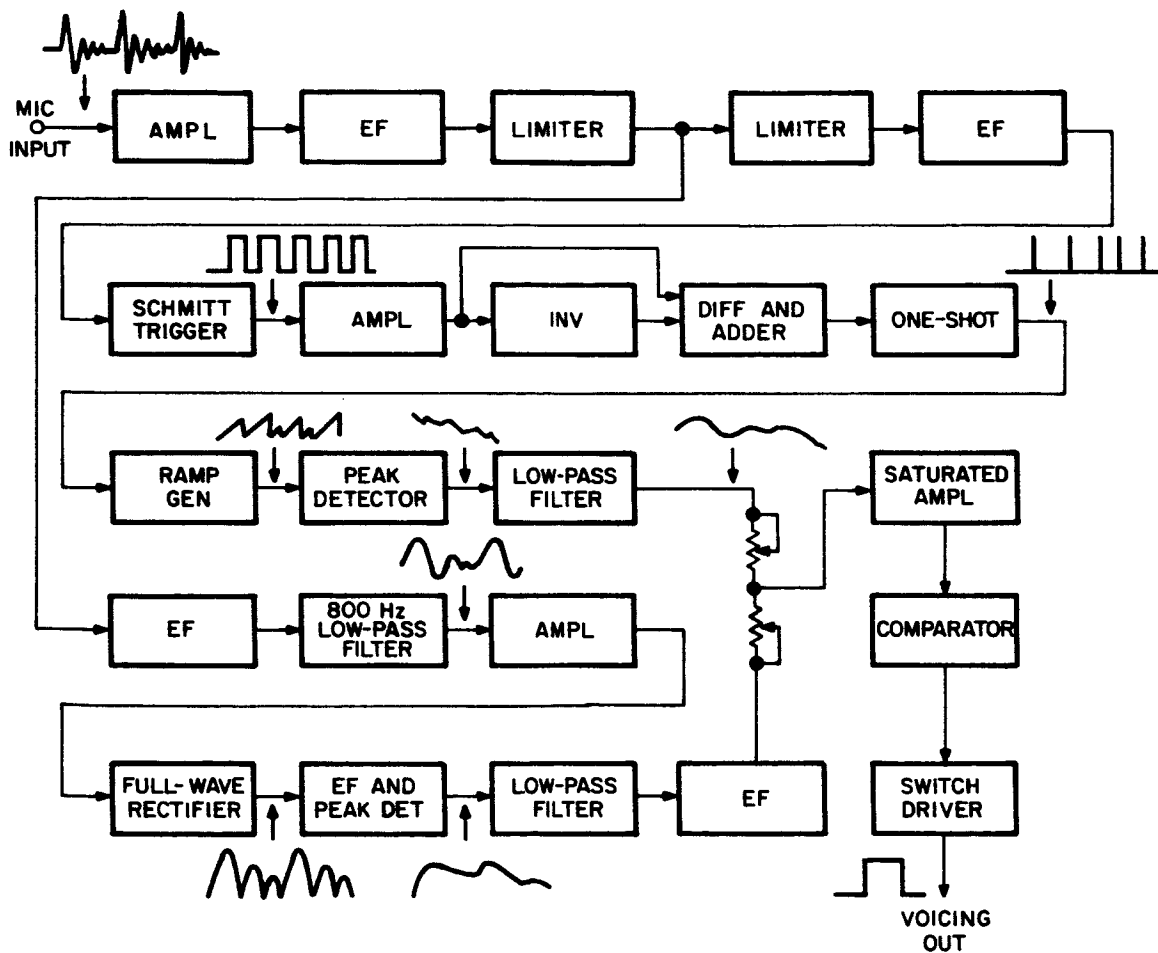 MIC
INPUT
AMPL
EF
LIMITER
LIMITER
EF
SCHMITT
TRIGGER
AMPL
INV
DIFF AND
ADDER
ONE-SHOT
RAMP
GEN
PEAK
DETECTOR
LOW-PASS
FILTER
SATURATED
AMPL
EF
800 Hz
LOW-PASS
FILTER
AMPL
COMPARATOR
FULL-WAVE
RECTIFIER
EF AND
PEAK DET
LOW-PASS
FILTER
EF
SWITCH
DRIVER
VOICING
OUT